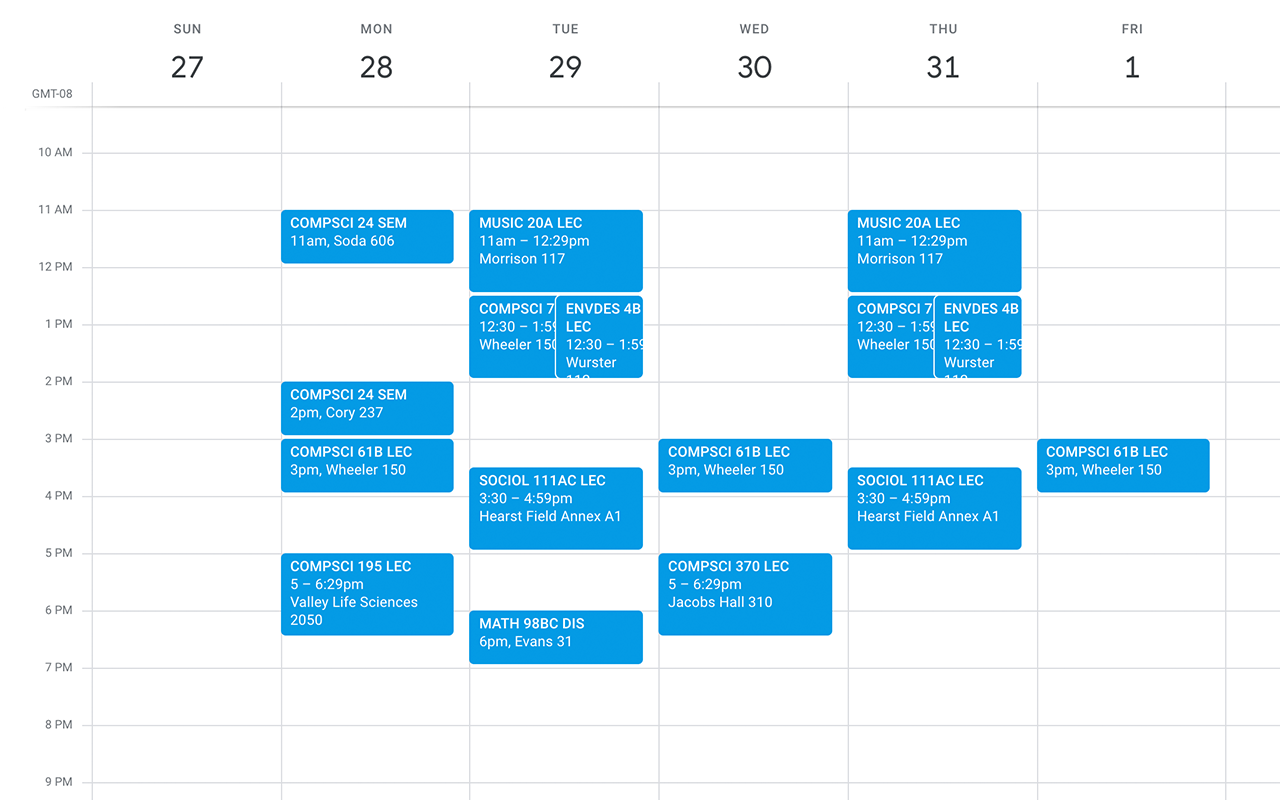 SUN
MON
TUE
WED
THU
FRI
27
28
29
30
31
1
GMT-08
10 AM
11 AM
12 PM
1 PM
2 PM
3 PM
4 PM
5 PM
6 PM
7 PM
8 PM
9 PM
COMPSCI 24 SEM
11am, Soda 606
COMPSCI 24 SEM
2pm, Cory 237
COMPSCI 61B LEC
3pm, Wheeler 150
COMPSCI 195 LEC
5 – 6:29pm
Valley Life Sciences
2050
MUSIC 20A LEC
11am – 12:29pm
Morrison 117
COMPSCI 7
12:30 – 1:59
Wheeler 150
ENVDES 4B
LEC
12:30 – 1:59
Wurster
SOCIOL 111AC LEC
3:30 – 4:59pm
Hearst Field Annex A1
MATH 98BC DIS
6pm, Evans 31
COMPSCI 61B LEC
3pm, Wheeler 150
COMPSCI 370 LEC
5 – 6:29pm
Jacobs Hall 310
MUSIC 20A LEC
11am – 12:29pm
Morrison 117
COMPSCI 7
12:30 – 1:59
Wheeler 150
ENVDES 4B
LEC
12:30 – 1:59
Wurster
SOCIOL 111AC LEC
3:30 – 4:59pm
Hearst Field Annex A1
COMPSCI 61B LEC
3pm, Wheeler 150